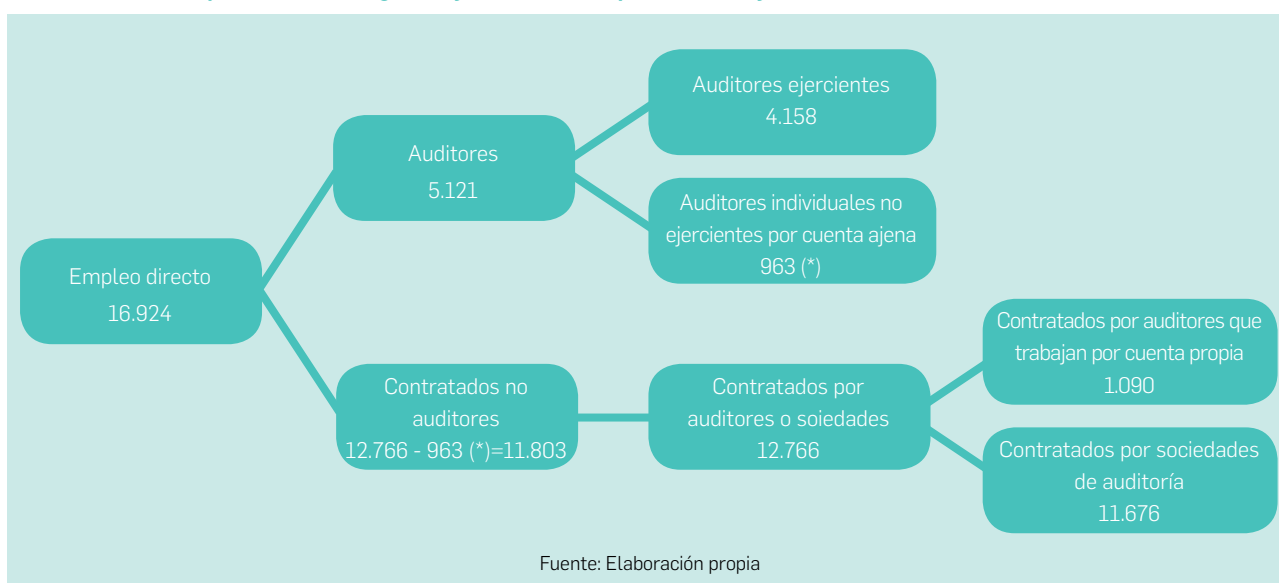 Auditores ejercientes
4.158
Auditores
5.121
Auditores individuales no
ejercientes por cuenta ajena
963 (*)
Empleo directo
16.924
Contratados por auditores que
trabajan por cuenta propia
1.090
Contratados no
auditores
12.766 - 963 (*)=11.803
Contratados por
auditores o soiedades
12.766
Contratados por sociedades
de auditoría
11.676
Fuente: Elaboración propia